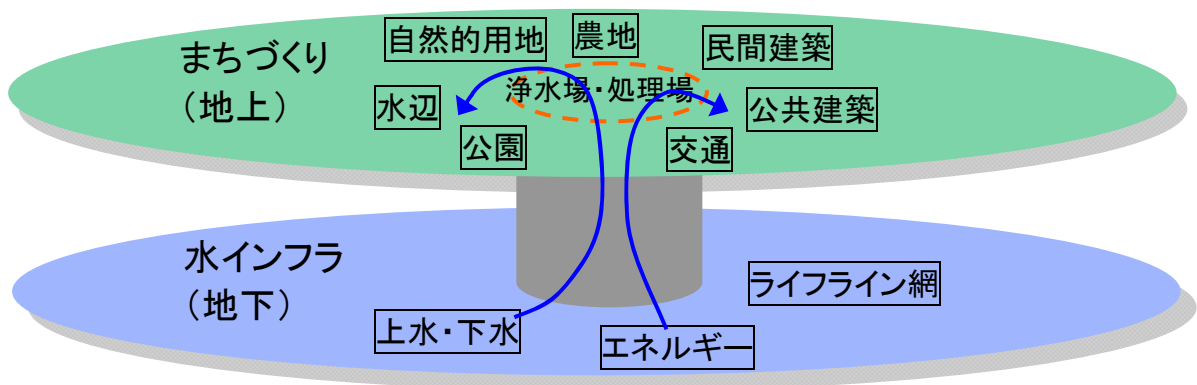 まちづくり
（地上）
自然的用地
農地
民間建築
浄水場・処理場
水辺
公園
公共建築
交通
水インフラ
（地下）
ライフライン網
上水・下水
エネルギー